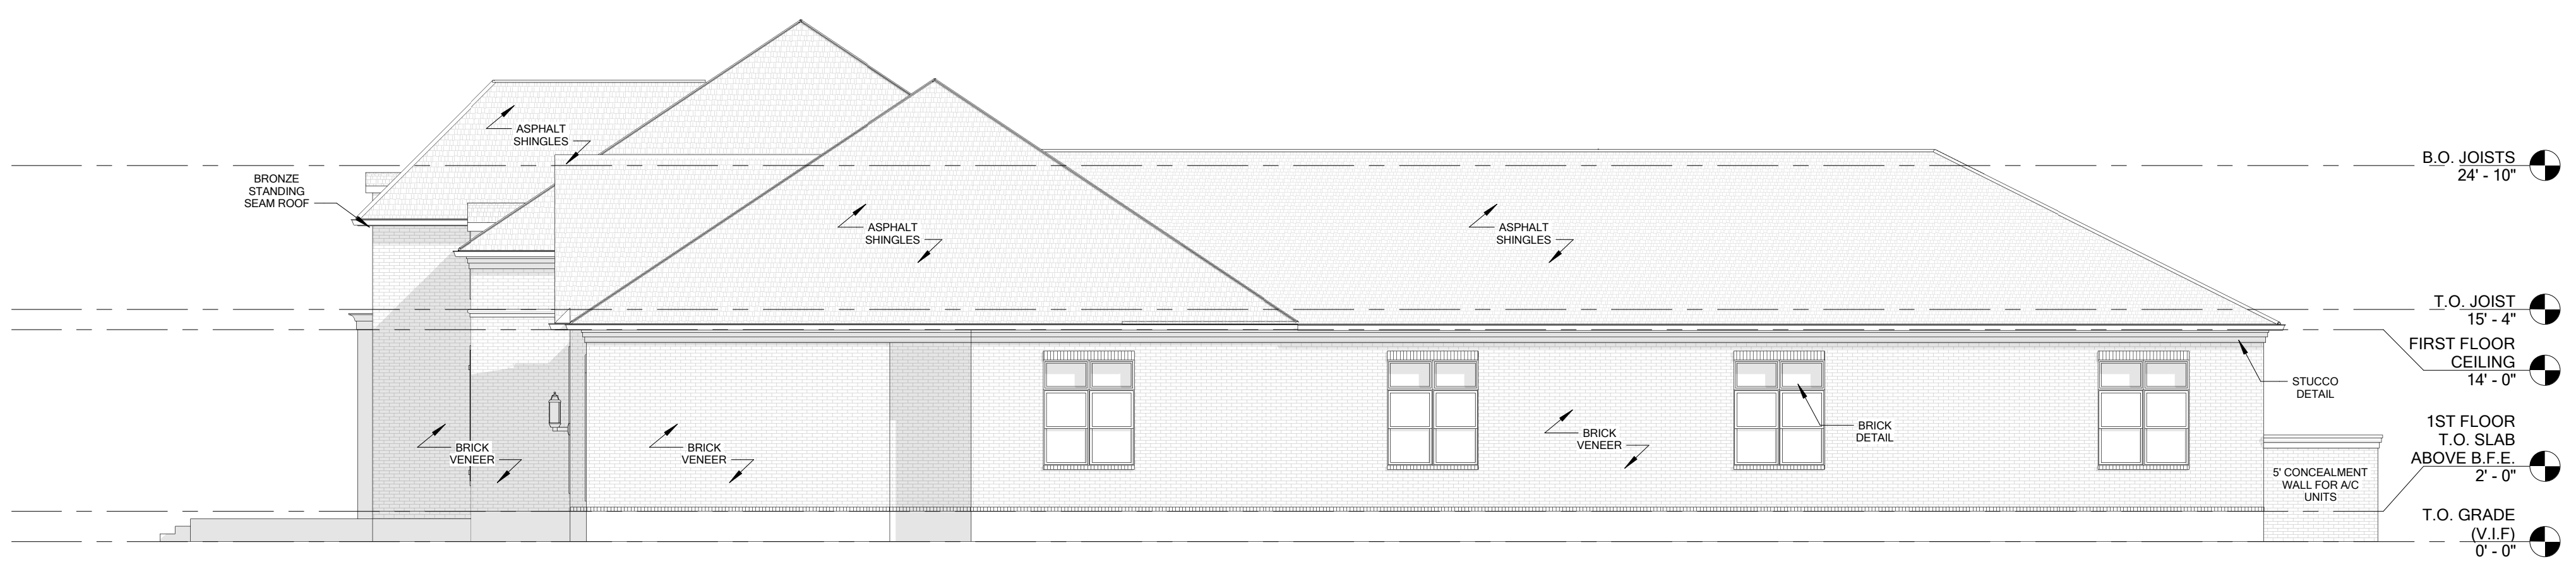 ASPHALT
SHINGLES
BRONZE
STANDING
SEAM ROOF
ASPHALT
SHINGLES
ASPHALT
SHINGLES
BRICK
VENEER
BRICK
VENEER
BRICK
VENEER
BRICK
DETAIL
STUCCO
DETAIL
5' CONCEALMENT
WALL FOR A/C
UNITS
B.O. JOISTS
24' - 10"
T.O. JOIST
15' - 4"
FIRST FLOOR
CEILING
14' - 0"
1ST FLOOR
T.O. SLAB
ABOVE B.F.E.
2' - 0"
T.O. GRADE
(V.I.F)
0' - 0"